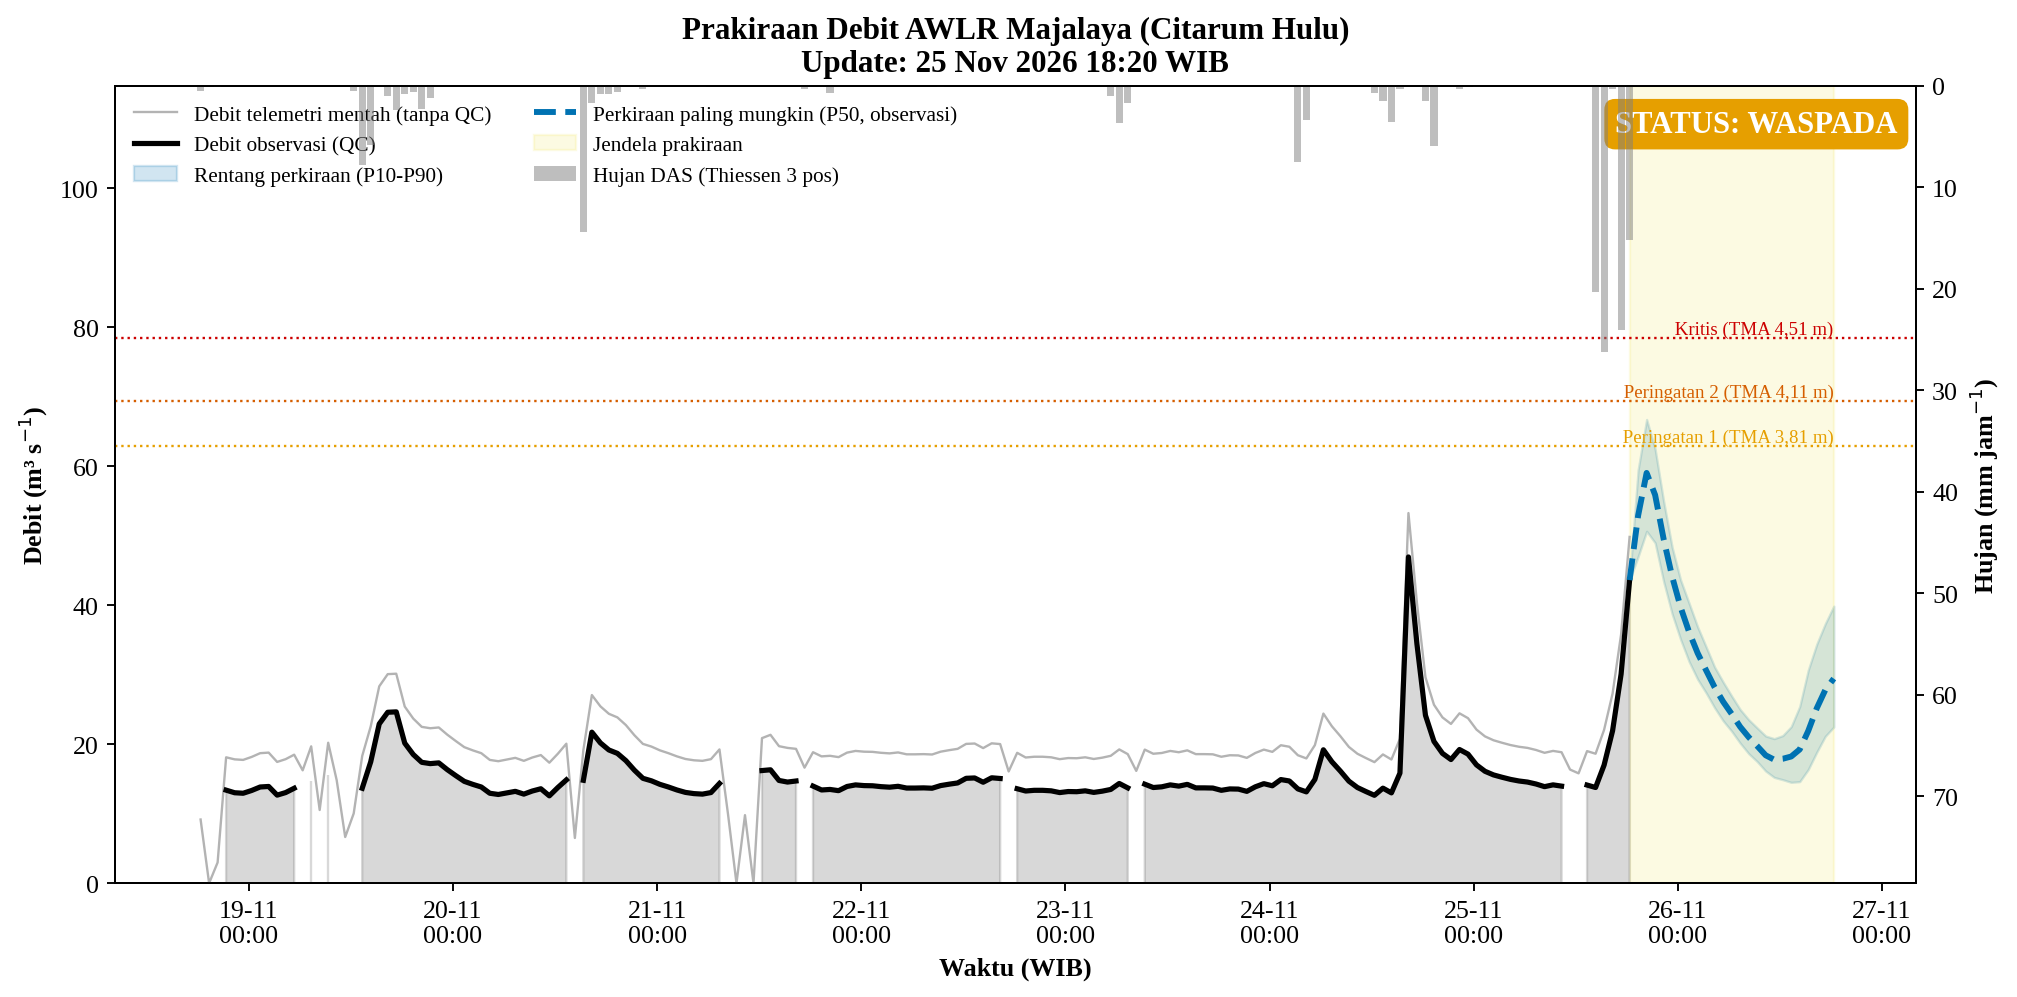 Prakiraan Debit AWLR Majalaya (Citarum Hulu)
Update: 25 Nov 2026 18:20 WIB
Debit telemetri mentah (tanpa QC)
Debit observasi (QC)
Rentang perkiraan (P10-P90)
Perkiraan paling mungkin (P50, observasi)
Jendela prakiraan
Hujan DAS (Thiessen 3 pos)
STATUS: WASPADA
Kritis (TMA 4,51 m)
Peringatan 2 (TMA 4,11 m)
Peringatan 1 (TMA 3,81 m)
Debit (m³ s⁻¹)
100
80
60
40
20
0
Hujan (mm jam⁻¹)
0
10
20
30
40
50
60
70
19-11
00:00
20-11
00:00
21-11
00:00
22-11
00:00
23-11
00:00
24-11
00:00
25-11
00:00
26-11
00:00
27-11
00:00
Waktu (WIB)